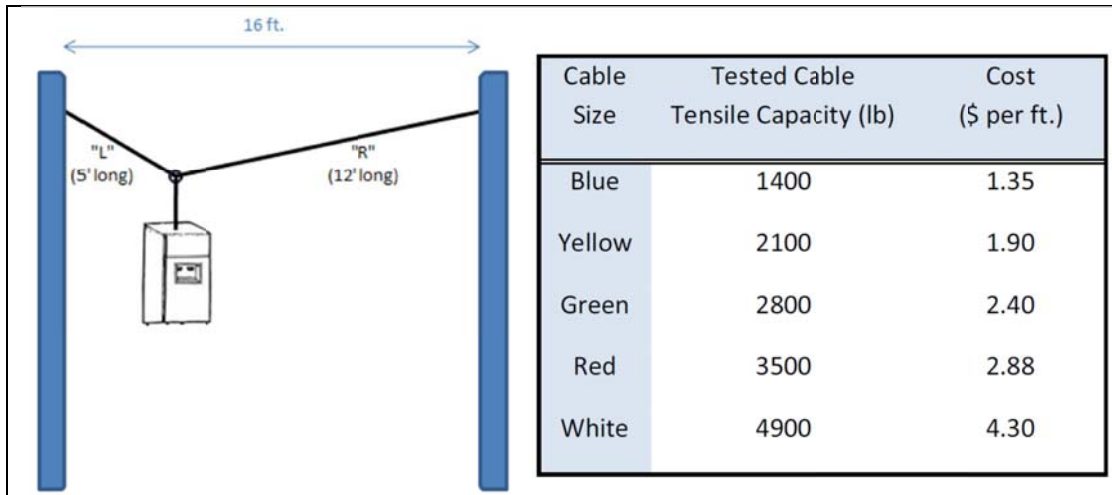 16 ft.
"L"
(5' long)
"R"
(12' long)
Cable Size Tested Cable Tensile Capacity (lb) Cost ($ per ft.)
Blue 1400 1.35
Yellow 2100 1.90
Green 2800 2.40
Red 3500 2.88
White 4900 4.30